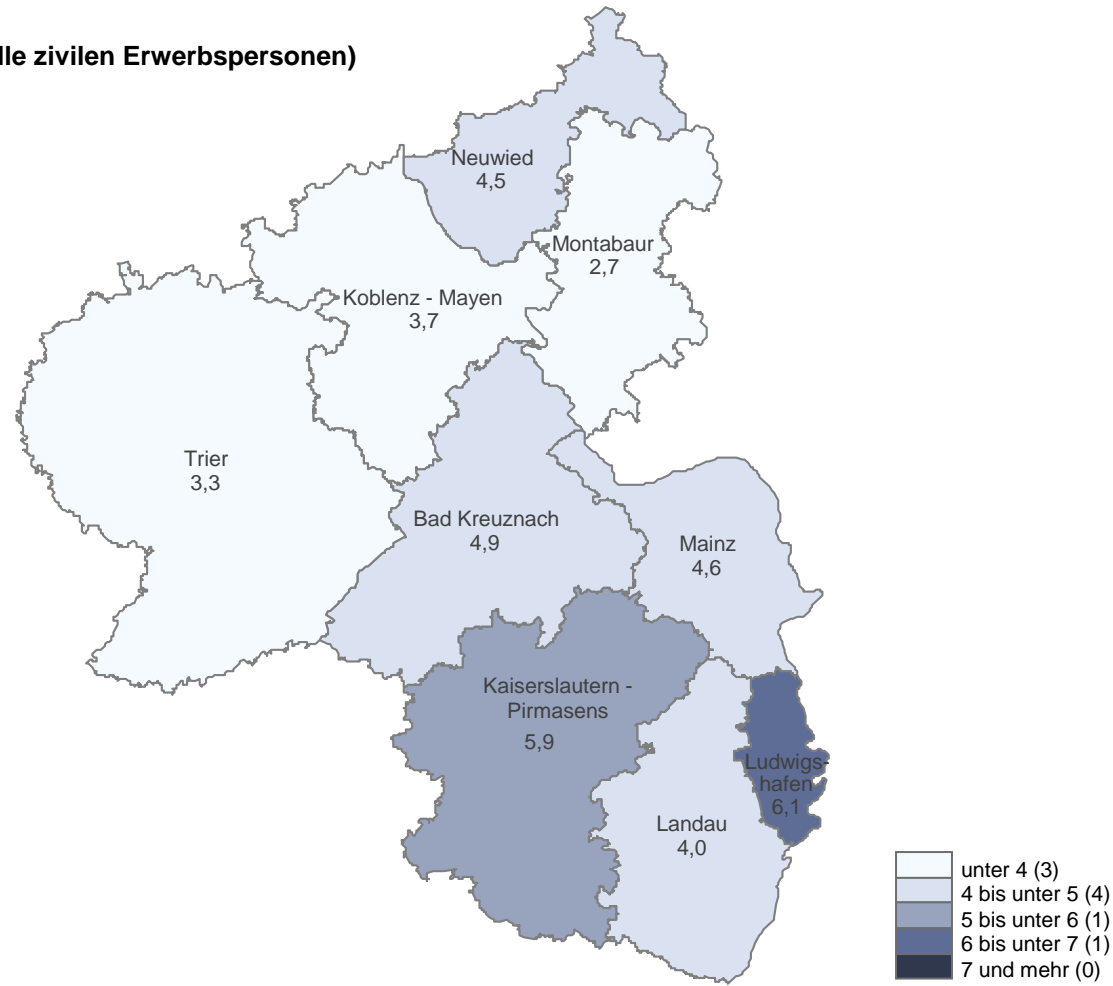 lle zivilen Erwerbspersonen)
Neuwied
4,5
Montabaur
2,7
Koblenz - Mayen
3,7
Trier
3,3
Bad Kreuznach
4,9
Mainz
4,6
Kaiserslautern -
Pirmasens
5,9
Ludwigs-
hafen
6,1
Landau
4,0
unter 4 (3)
4 bis unter 5 (4)
5 bis unter 6 (1)
6 bis unter 7 (1)
7 und mehr (0)